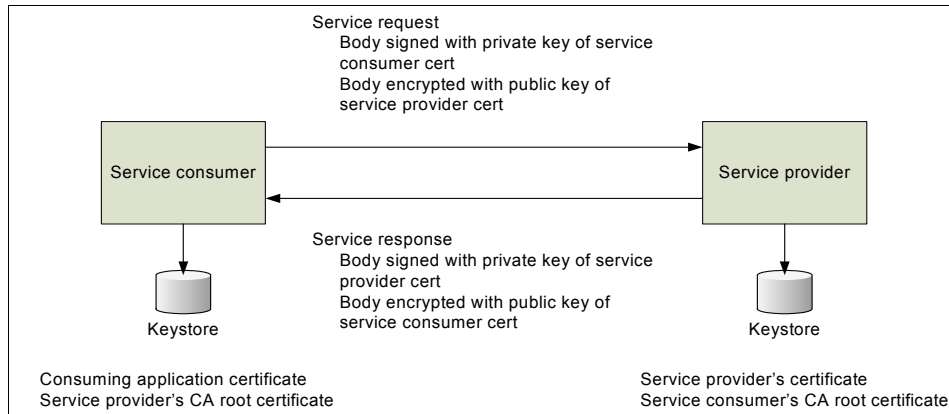 Service request
Body signed with private key of service
consumer cert
Body encrypted with public key of
service provider cert
Service consumer
Service provider
Service response
Body signed with private key of service
provider cert
Body encrypted with public key of
service consumer cert
Keystore
Keystore
Consuming application certificate
Service provider's CA root certificate
Service provider's certificate
Service consumer's CA root certificate